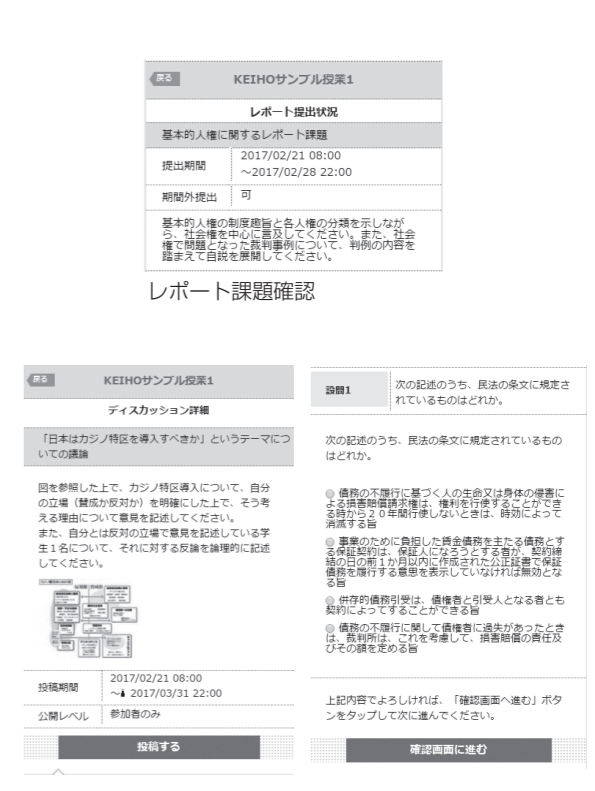 戻る
KEIHOサンプル授業1
レポート提出状況
基本的人権に関するレポート課題
提出期間
2017/02/21 08:00
～2017/02/28 22:00
期間外提出
可
基本的人権の制度趣旨と各人権の分類を示しなが
ら、社会権を中心に言及してください。また、社会
権で問題となった裁判事例について、判例の内容を
踏まえて自説を展開してください。
レポート課題確認
戻る
KEIHOサンプル授業1
ディスカッション詳細
「日本はカジノ特区を導入すべきか」というテーマにつ
いての議論
図を参照した上で、カジノ特区導入について、自分
の立場（賛成か反対か）を明確にした上で、そう考
える理由について意見を記述してください。
また、自分とは反対の立場で意見を記述している学
生１名について、それに対する反論を論理的に記述
してください。
投稿期間
2017/02/21 08:00
～ 2017/03/31 22:00
公開レベル
参加者のみ
投稿する
設問1
次の記述のうち、民法の条文に規定さ
れているものはどれか。
次の記述のうち、民法の条文に規定されているもの
はどれか。
債務の不履行に基づく人の生命又は身体の侵害に
よる損害賠償請求権は、権利を行使することができ
る時から２０年間行使しないときは、時効によって
消滅する旨
事業のために負担した賃金債務を主たる債務とす
る保証契約は、保証人になろうとする者が、契約締
結の日の前１か月以内に作成された公正証書で保証
債務を履行する意思を表示していなければ無効とな
る旨
併存的債務引受は、債権者と引受人となる者とも
契約によってすることができる旨
債務の不履行に関して債権者に過失があったとき
は、裁判所は、これを考慮して、損害賠償の責任及
びその額を定める旨
上記内容でよろしければ、「確認画面へ進む」ボタ
ンをタップして次に進んでください。
確認画面に進む